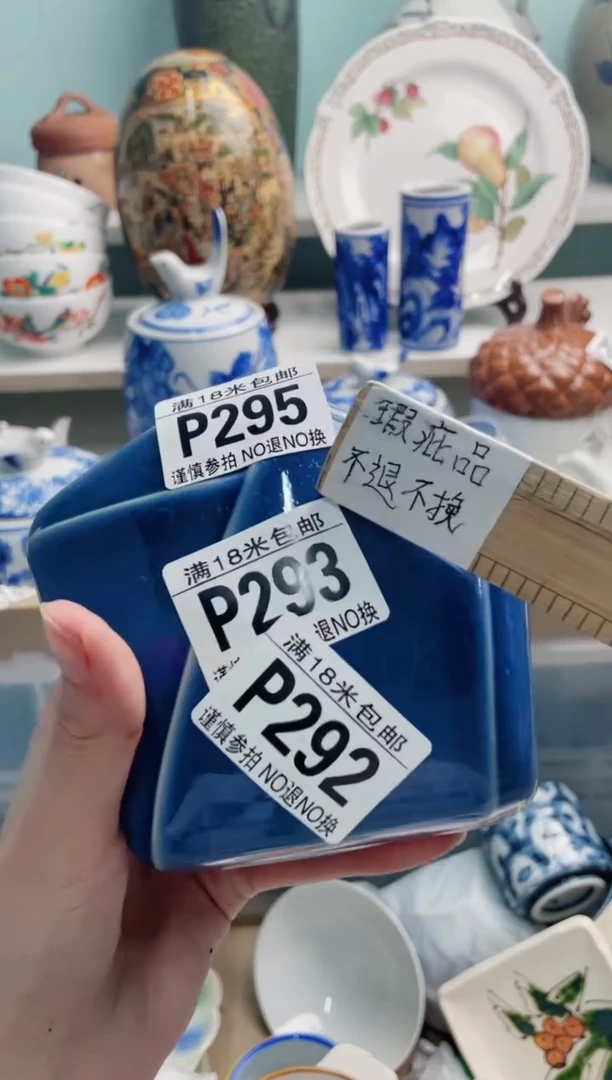 满18米包邮
P295
谨慎参拍 NO退NO换
瑕疵品
不退不换
满18米包邮
P293
退NO换
满18米包邮
P292
谨慎参拍 NO退NO换